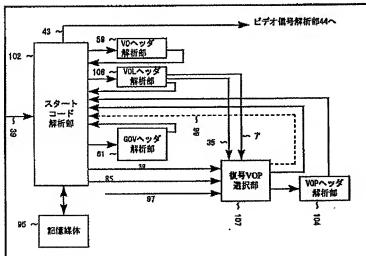 43
ビデオ信号解析部44へ
102
59
VOヘッダ
解析部
106
VOLヘッダ
解析部
スタート
コード
解析部
39
99
35
7
GOVヘッダ
解析部
61
38
85
97
復号VOP
選択部
VOPヘッダ
解析部
107
104
95
記憶媒体